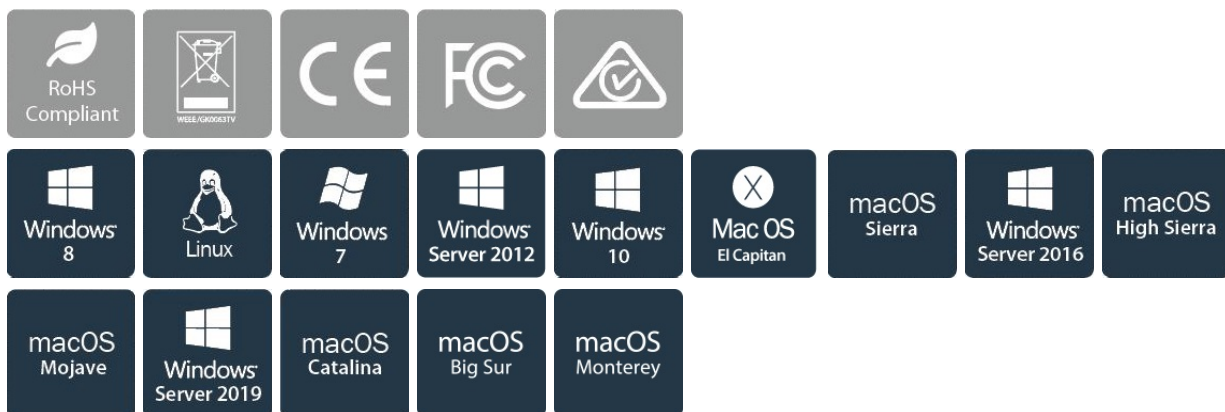 RoHS
Compliant
WEEE/GK0063TV
CE
FC
Windows
8
Linux
Windows
7
Windows
Server 2012
Windows
10
X
Mac OS
El Capitan
macOS
Sierra
Windows
Server 2016
macOS
High Sierra
macOS
Mojave
Windows
Server 2019
macOS
Catalina
macOS
Big Sur
macOS
Monterey